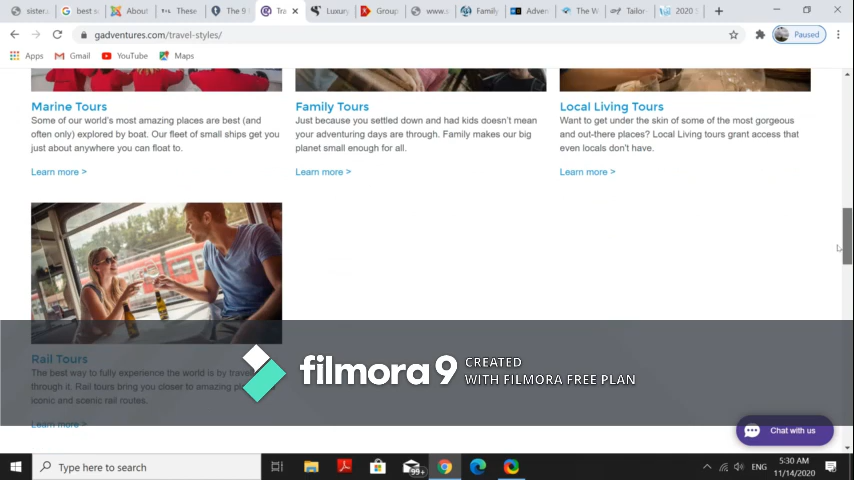 sister.
best s
About
These
The 9
Tra
Luxury
Group
www.s
Family
Adven
The W
Tailor-
2020
gadventures.com/travel-styles/
Paused
Apps
Gmail
YouTube
Maps
Marine Tours
Some of our world's most amazing places are best (and
often only) explored by boat. Our fleet of small ships get you
just about anywhere you can float to.
Learn more >
Family Tours
Just because you settled down and had kids doesn't mean
your adventuring days are through. Family makes our big
planet small enough for all.
Learn more >
Local Living Tours
Want to get under the skin of some of the most gorgeous
and out-there places? Local Living tours grant access that
even locals don't have.
Learn more >
Rail Tours
The best way to fully experience the world is by trave
through it. Rail tours bring you closer to amazing pl
iconic and scenic rail routes.
Learn more >
filmora9
CREATED
WITH FILMORA FREE PLAN
Chat with us
Type here to search
99+
ENG
5:30 AM
11/14/2020